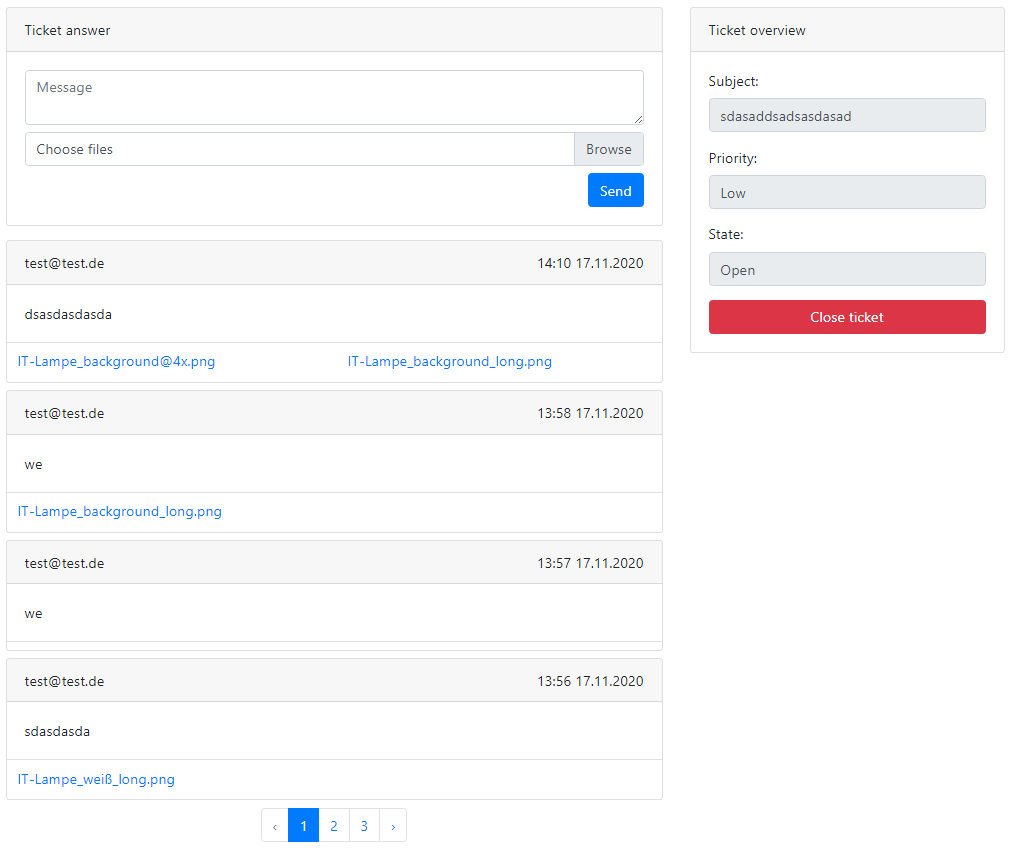 Ticket answer
Message
Choose files Browse
Send
test@test.de 14:10 17.11.2020
dsasdasdasda
IT-Lampe_background@4x.png IT-Lampe_background_long.png
test@test.de 13:58 17.11.2020
we
IT-Lampe_background_long.png
test@test.de 13:57 17.11.2020
we
test@test.de 13:56 17.11.2020
sdasdasda
IT-Lampe_weiß_long.png
‹ 1 2 3 ›
Ticket overview
Subject:
sdasaddsadsasdasad
Priority:
Low
State:
Open
Close ticket